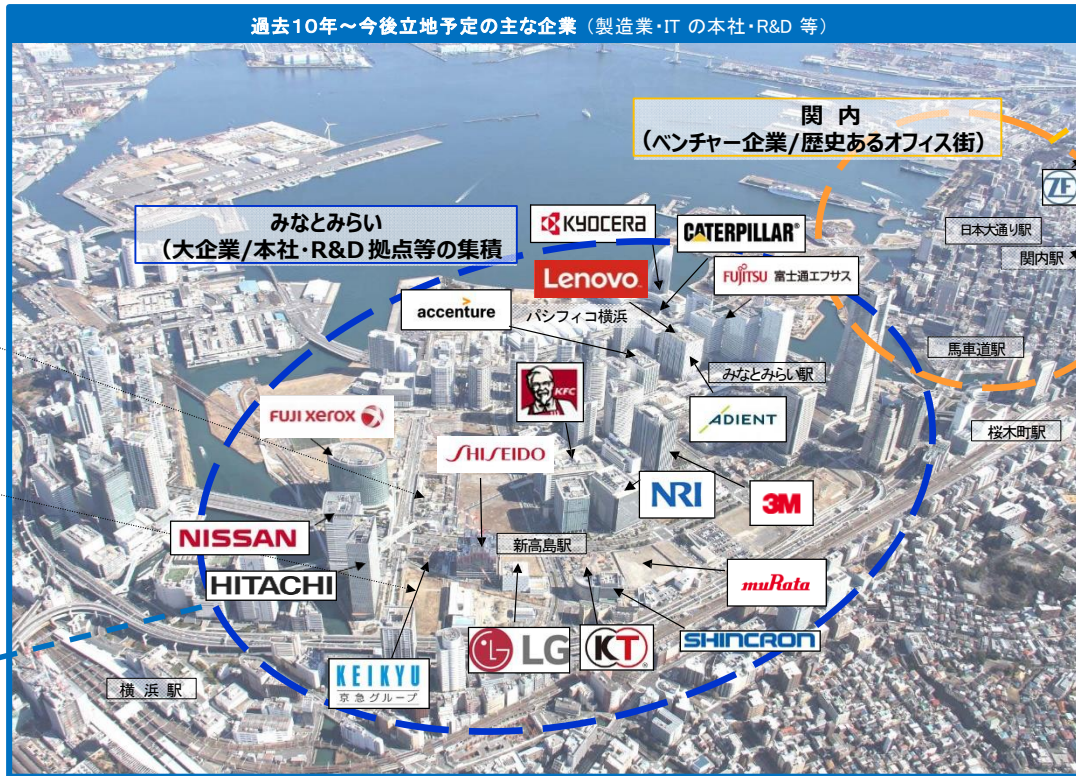 過去10年～今後立地予定の主な企業（製造業・ITの本社・R&D 等）
関 内
（ベンチャー企業/歴史あるオフィス街）
ZF
みなとみらい
（大企業/本社・R&D 拠点等の集積
KYOCERA
CATERPILLAR®
日本大通り駅
関内駅
Lenovo
FUJITSU 富士通エフサス
accenture
パシフィコ横浜
馬車道駅
みなとみらい駅
KFC
ADIENT
FUJI xerox
桜木町駅
SHISEIDO
NRI
3M
NISSAN
新高島駅
HITACHI
muRata
LG
KT
SHINCRON
KEIKYU
京急グループ
横 浜 駅